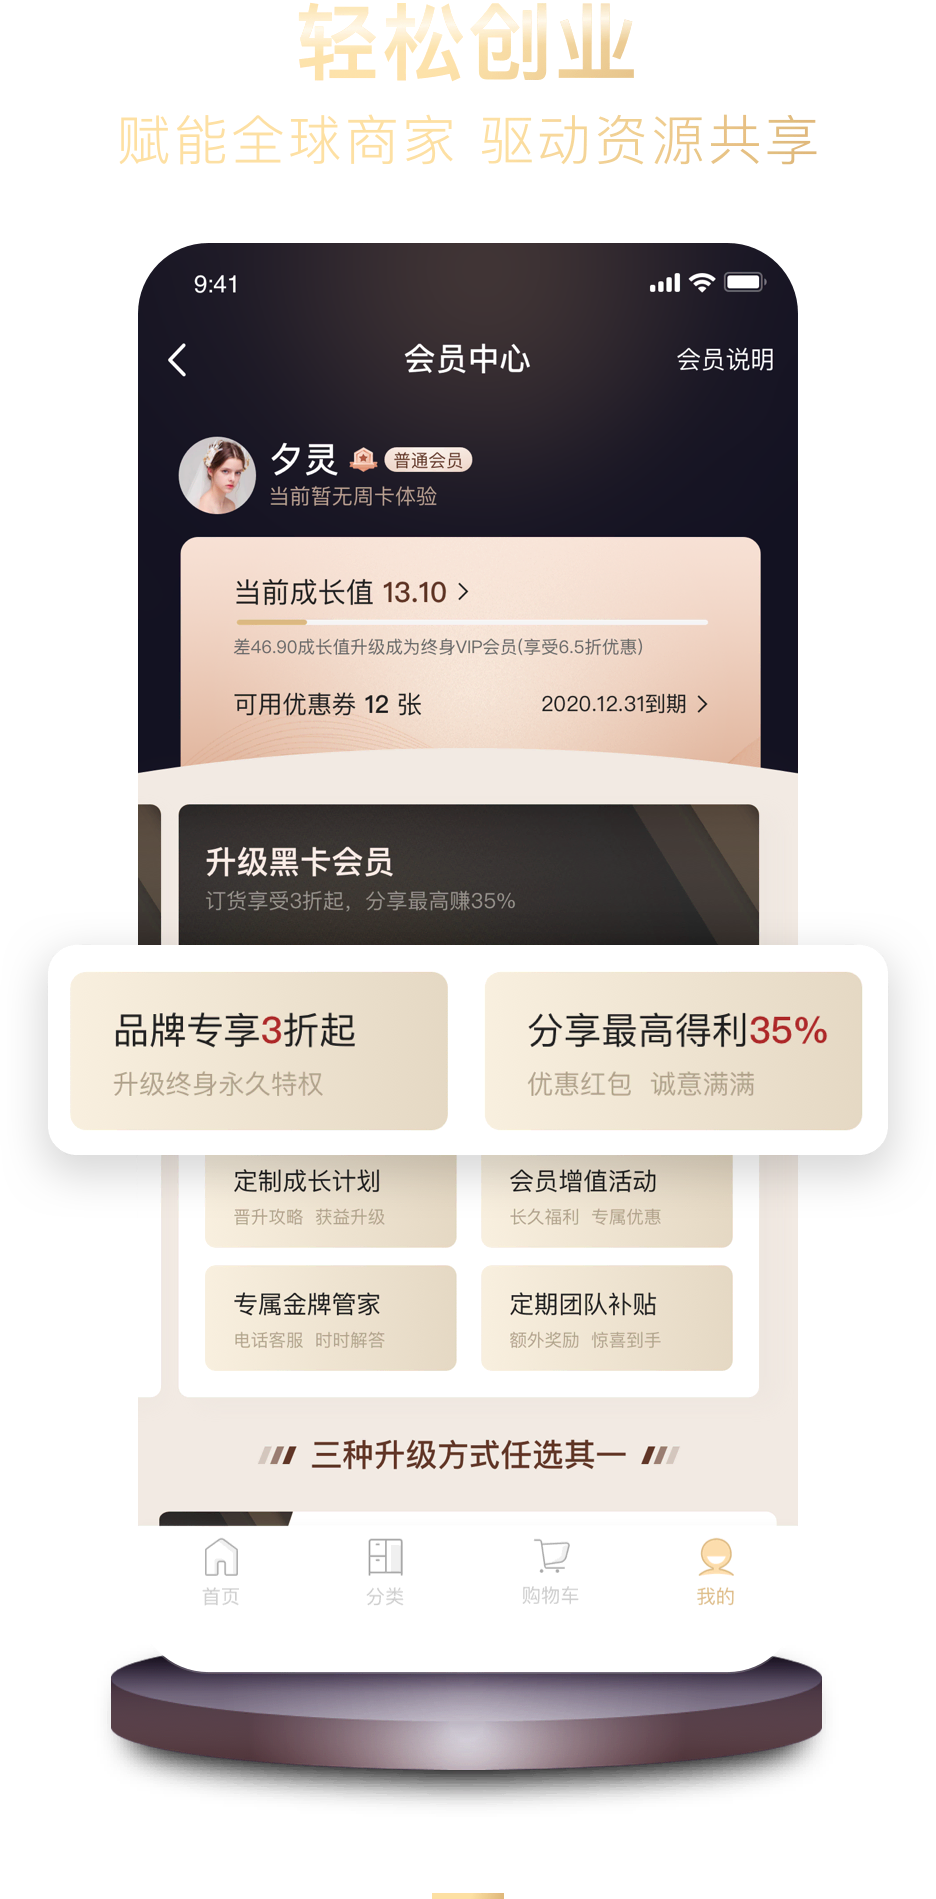 轻松创业
赋能全球商家 驱动资源共享
9:41
会员中心
会员说明
夕灵 普通会员
当前暂无周卡体验
当前成长值 13.10
差46.90成长值升级成为终身VIP会员(享受6.5折优惠)
可用优惠券 12 张
2020.12.31到期
升级黑卡会员
订货享受3折起，分享最高赚35%
品牌专享3折起
升级终身永久特权
分享最高得利35%
优惠红包 诚意满满
定制成长计划
晋升攻略 获益升级
会员增值活动
长久福利 专属优惠
专属金牌管家
电话客服 时时解答
定期团队补贴
额外奖励 惊喜到手
三种升级方式任选其一
首页
分类
购物车
我的